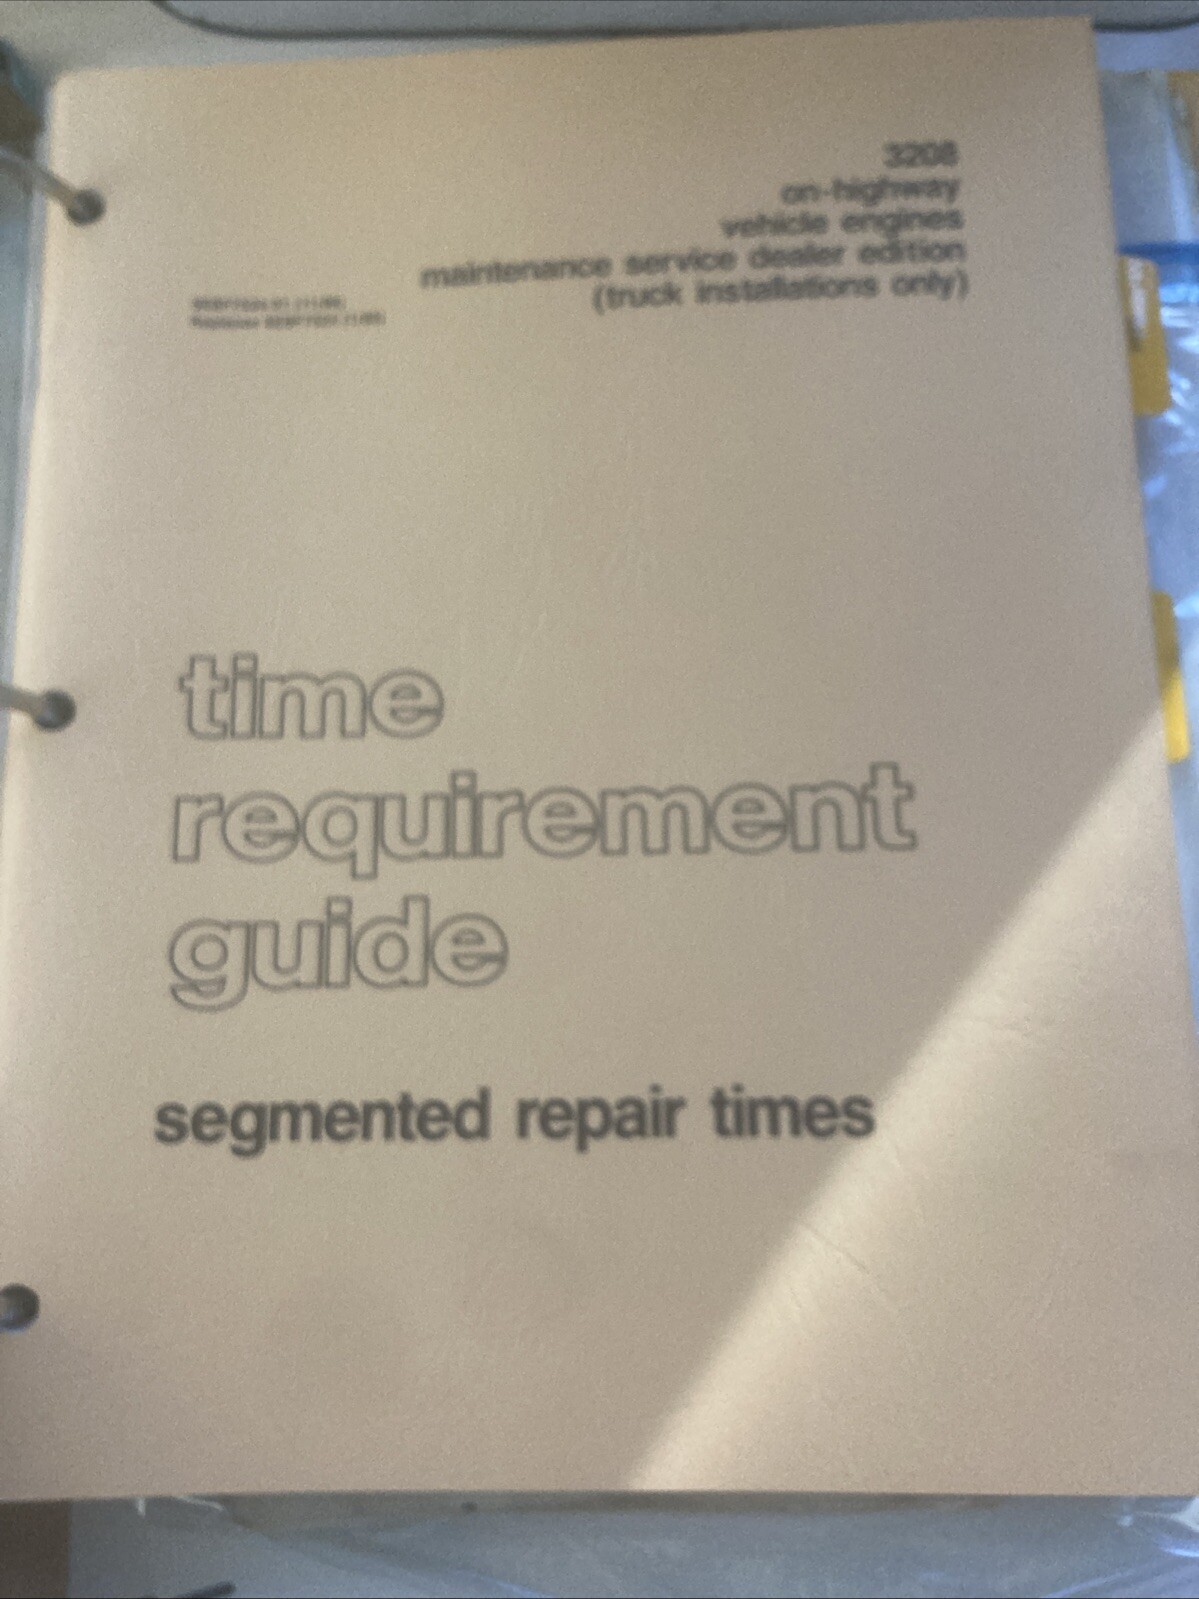 3208
on-highway
vehicle engines
maintenance service dealer edition
(truck installations only)
time
requirement
guide
segmented repair times